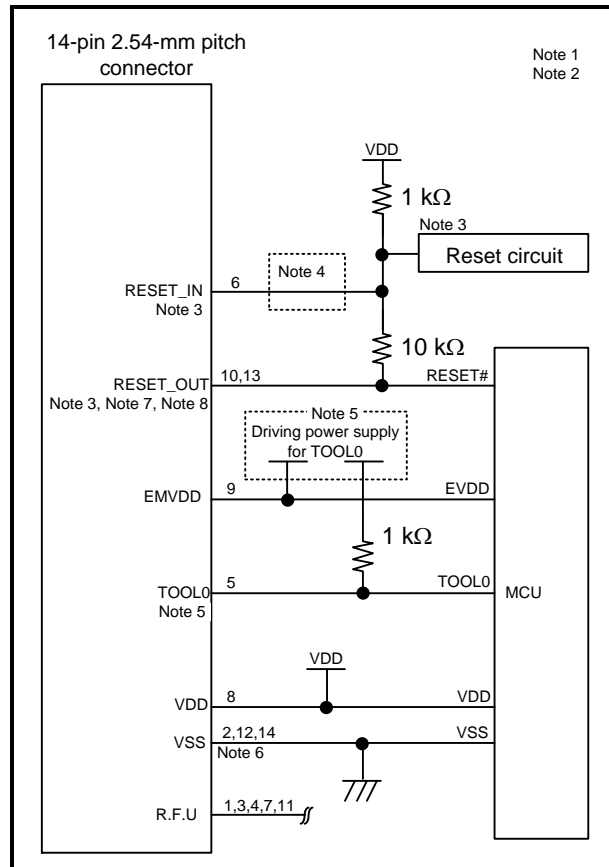 14-pin 2.54-mm pitch
connector
Note 1
Note 2
VDD
1 kΩ
Note 3
Reset circuit
Note 4
RESET_IN
6
Note 3
10 kΩ
RESET_OUT
10,13
RESET#
Note 3, Note 7, Note 8
Note 5
Driving power supply
for TOOL0
EMVDD
9
EVDD
1 kΩ
TOOL0
5
TOOL0
MCU
Note 5
VDD
VDD
8
VDD
VSS
2,12,14
VSS
Note 6
R.F.U
1,3,4,7,11